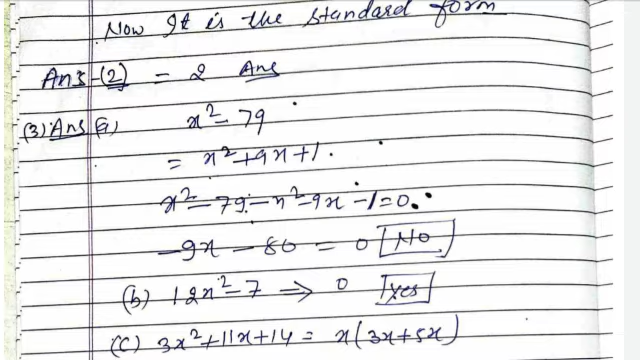 Now It is the standard form
Ans-(2) = 2 Ans
(3) Ans (a) x²-79
= x²+9x+1.
x²-79-x²-9x-1=0.
-9x-80=0 No
(b) 12x²-7 ⇒ 0 Yes
(c) 3x²+11x+14 = x(3x+5x)